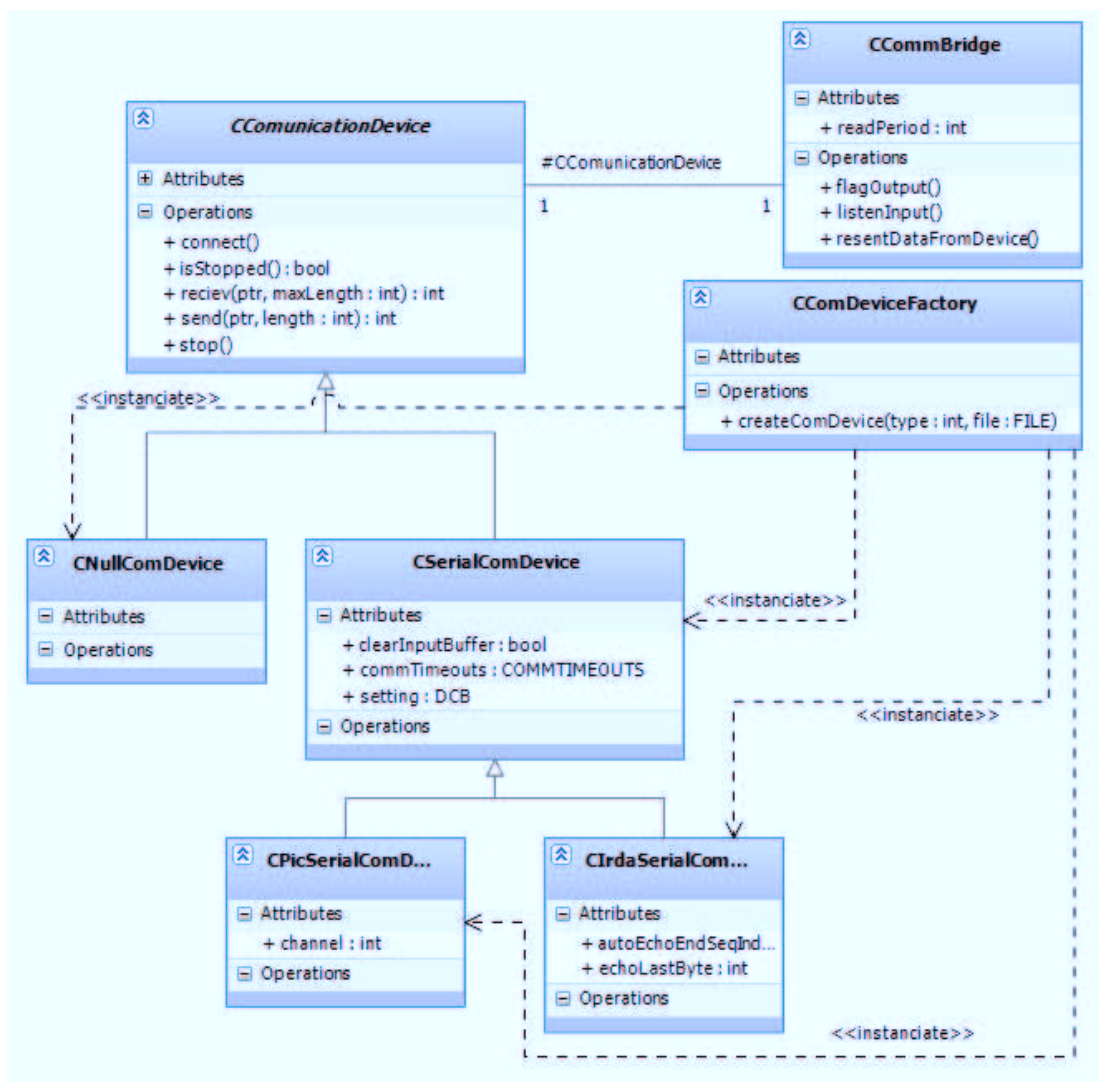 CCommBridge
Attributes
+ readPeriod : int
Operations
+ flagOutput()
+ listenInput()
+ resentDataFromDevice()
CComunicationDevice
Attributes
Operations
+ connect()
+ isStopped() : bool
+ reciev(ptr, maxLength : int) : int
+ send(ptr, length : int) : int
+ stop()
#CComunicationDevice
1
1
CComDeviceFactory
Attributes
Operations
+ createComDevice(type : int, file : FILE)
<<instanciate>>
CNullComDevice
Attributes
Operations
CSerialComDevice
Attributes
+ clearInputBuffer : bool
+ commTimeouts : COMMTIMEOUTS
+ setting : DCB
Operations
<<instanciate>>
<<instanciate>>
CPicSerialComD...
Attributes
+ channel : int
Operations
CIrdaSerialCom...
Attributes
+ autoEchoEndSeqInd...
+ echoLastByte : int
Operations
<<instanciate>>